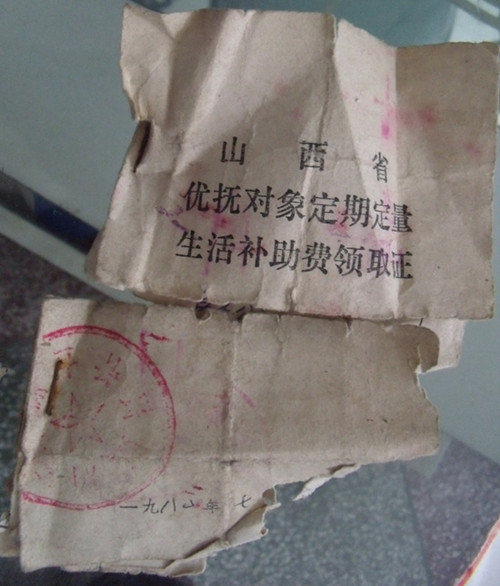 山西省
优抚对象定期定量
生活补助费领取证
一九八二年七